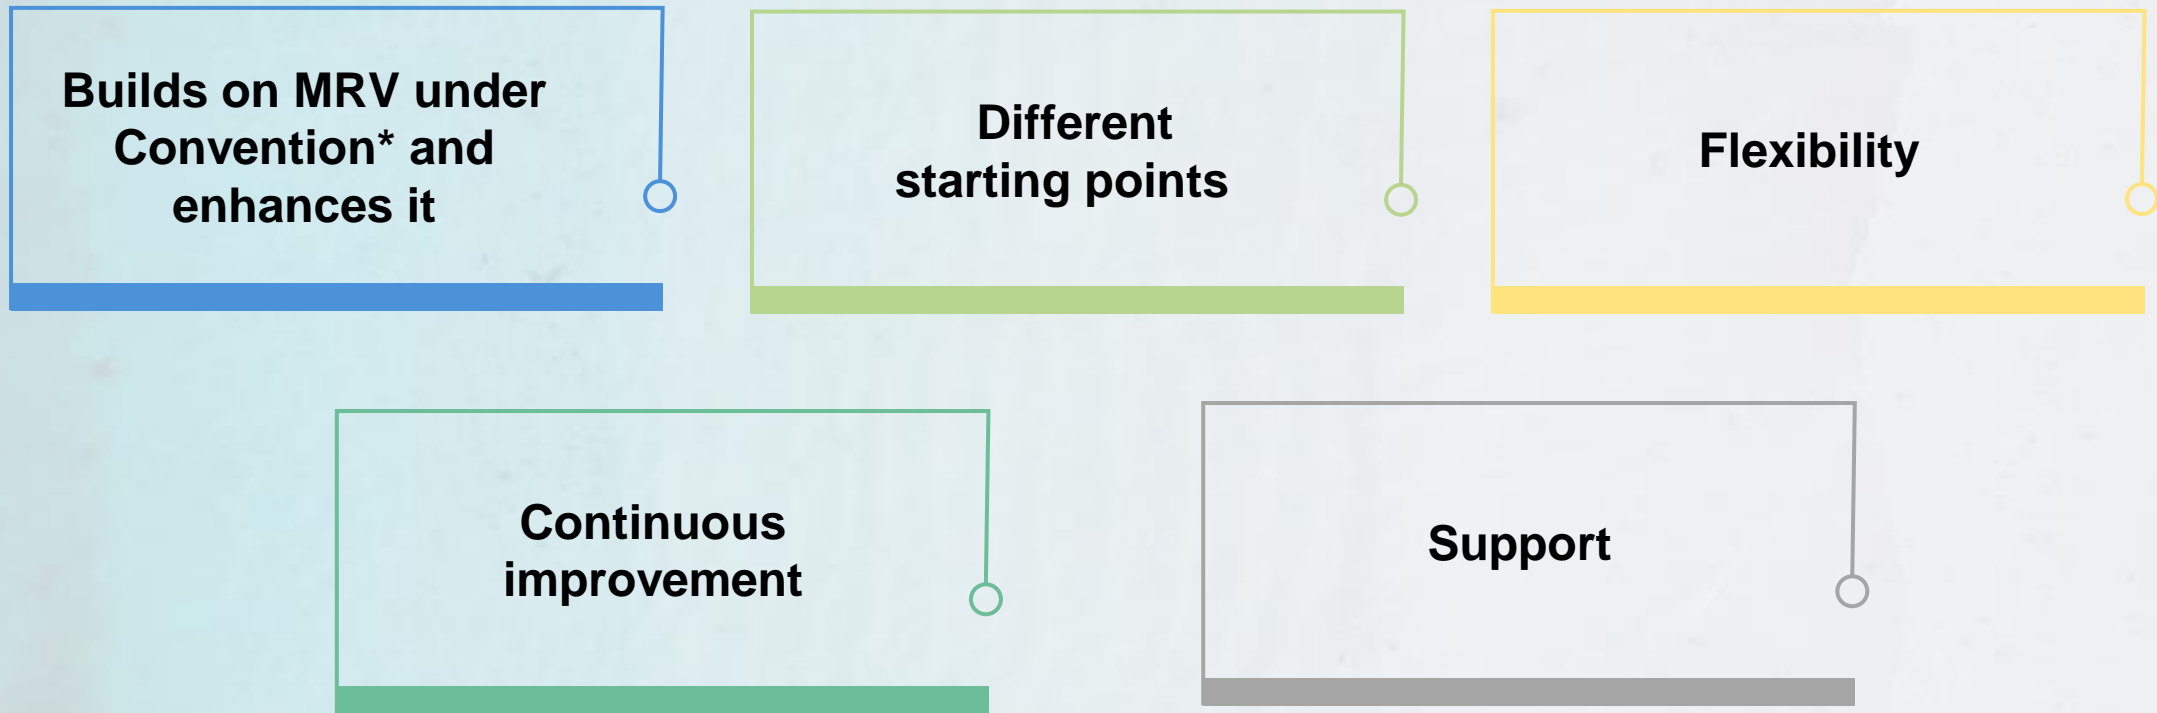 Builds on MRV under
Convention* and
enhances it
Different
starting points
Flexibility
Continuous
improvement
Support